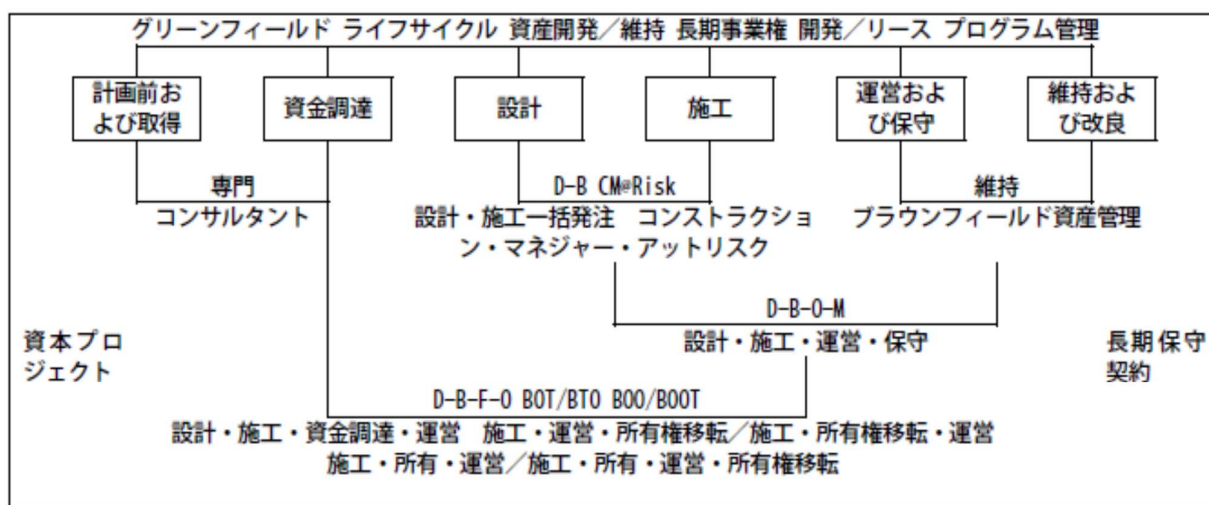 グリーンフィールド ライフサイクル 資産開発／維持 長期事業権 開発／リース プログラム管理
計画前お
よび取得
資金調達
設計
施工
運営およ
び保守
維持およ
び改良
専門
コンサルタント
D-B CM@Risk
設計・施工一括発注 コンストラクショ
ン・マネジャー・アットリスク
維持
ブラウンフィールド資産管理
D-B-O-M
設計・施工・運営・保守
資本プロ
ジェクト
長期保守
契約
D-B-F-O BOT/BTO BOO/BOOT
設計・施工・資金調達・運営 施工・運営・所有権移転／施工・所有権移転・運営
施工・所有・運営／施工・所有・運営・所有権移転